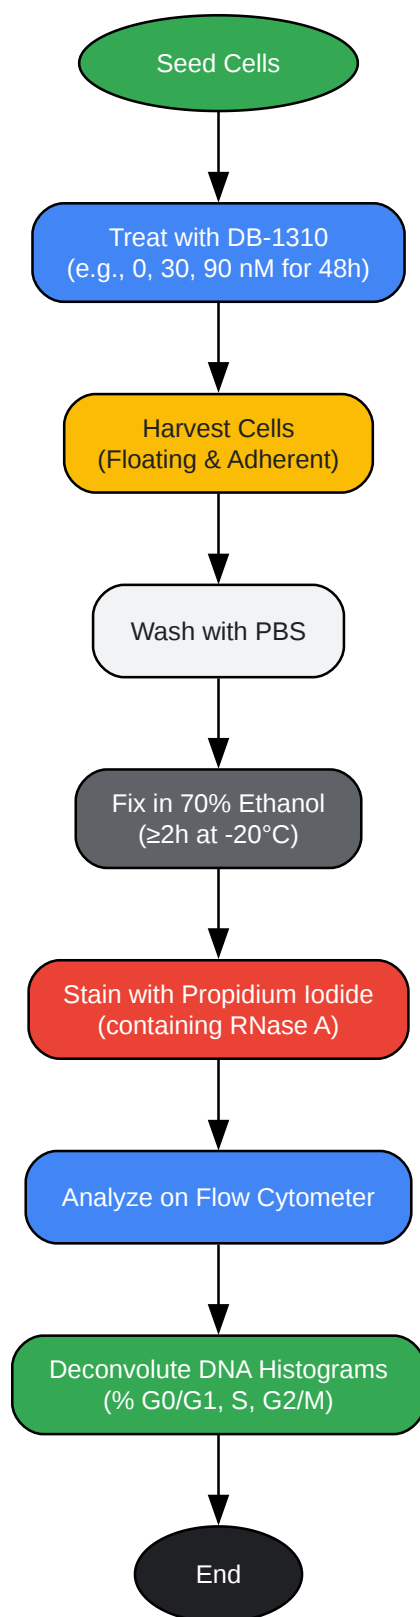 Seed Cells
Treat with DB-1310
(e.g., 0, 30, 90 nM for 48h)
Harvest Cells
(Floating & Adherent)
Wash with PBS
Fix in 70% Ethanol
(≥2h at -20°C)
Stain with Propidium Iodide
(containing RNase A)
Analyze on Flow Cytometer
Deconvolute DNA Histograms
(% G0/G1, S, G2/M)
End